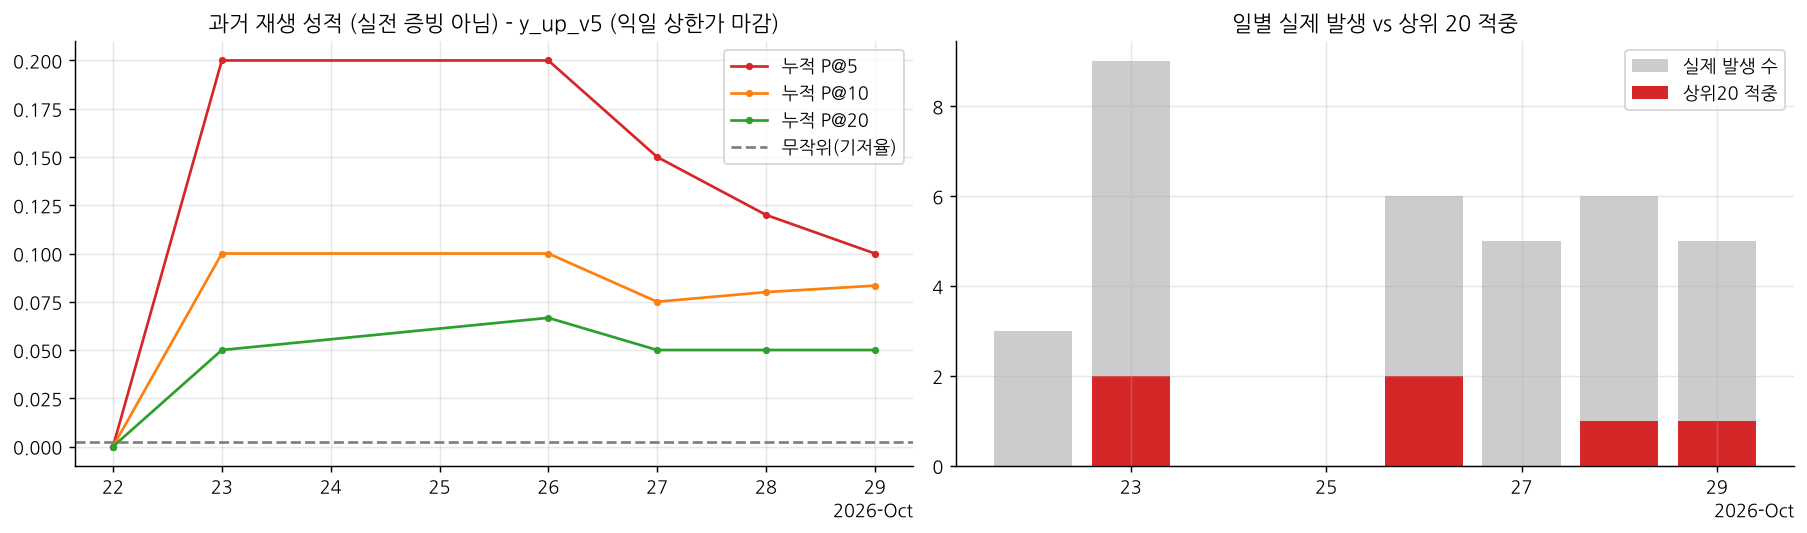 과거 재생 성적 (실전 증빙 아님) - y_up_v5 (익일 상한가 마감)
0.200
0.175
0.150
0.125
0.100
0.075
0.050
0.025
0.000
누적 P@5
누적 P@10
누적 P@20
무작위(기저율)
22 23 24 25 26 27 28 29
2026-Oct
일별 실제 발생 vs 상위 20 적중
8
6
4
2
0
실제 발생 수
상위20 적중
23 25 27 29
2026-Oct